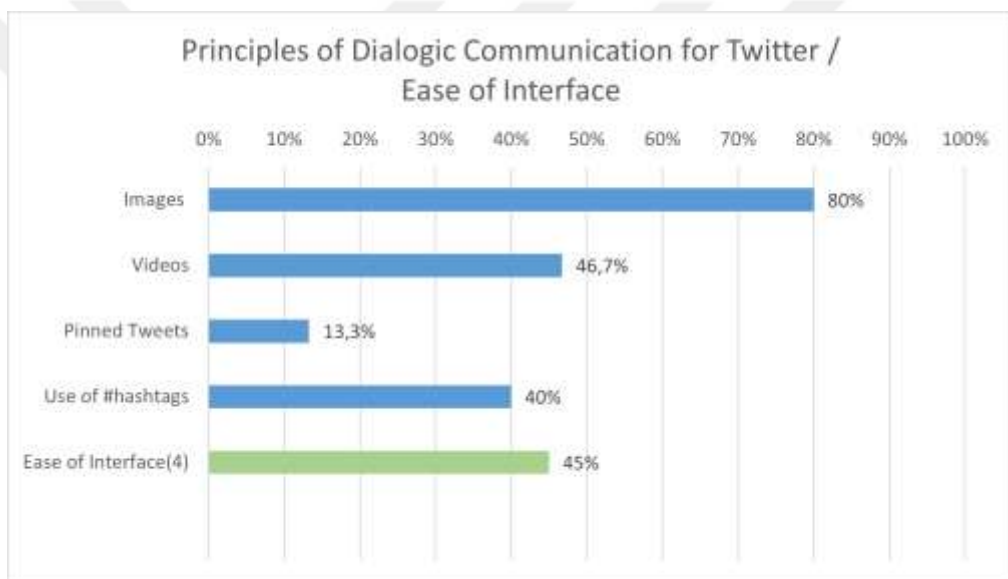 Principles of Dialogic Communication for Twitter /
Ease of Interface
0% 10% 20% 30% 40% 50% 60% 70% 80% 90% 100%
Images 80%
Videos 46,7%
Pinned Tweets 13,3%
Use of #hashtags 40%
Ease of Interface(4) 45%